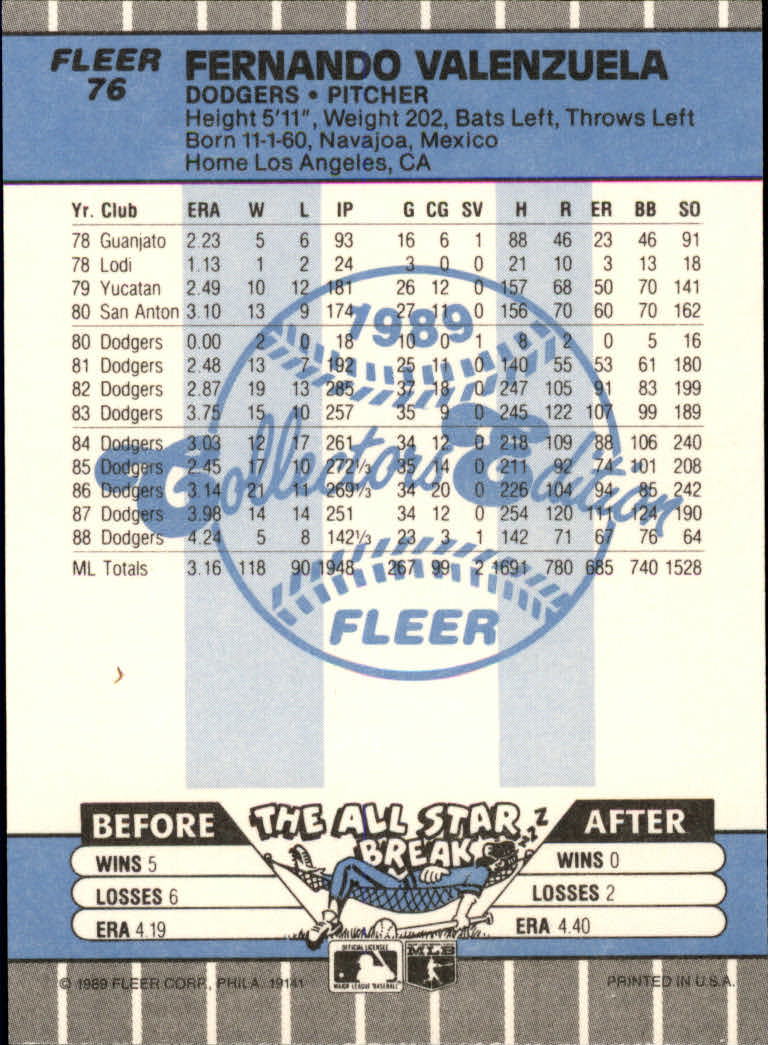 FLEER
76
FERNANDO VALENZUELA
DODGERS • PITCHER
Height 5'11", Weight 202, Bats Left, Throws Left
Born 11-1-60, Navajoa, Mexico
Home Los Angeles, CA
Yr. Club ERA W L IP G CG SV H R ER BB SO
78 Guanjato 2.23 5 6 93 16 6 1 88 46 23 46 91
78 Lodi 1.13 1 2 24 3 0 0 21 10 3 13 18
79 Yucatan 2.49 10 12 181 26 12 0 157 68 50 70 141
80 San Anton 3.10 13 9 174 27 11 0 156 70 60 70 162
80 Dodgers 0.00 2 0 18 10 0 1 8 2 0 5 16
81 Dodgers 2.48 13 7 192 25 11 0 140 55 53 61 180
82 Dodgers 2.87 19 13 285 37 18 0 247 105 91 83 199
83 Dodgers 3.75 15 10 257 35 9 0 245 122 107 99 189
84 Dodgers 3.03 12 17 261 34 12 0 218 109 88 106 240
85 Dodgers 2.45 17 10 272⅓ 35 14 0 211 92 74 101 208
86 Dodgers 3.14 21 11 269⅓ 34 20 0 226 104 94 85 242
87 Dodgers 3.98 14 14 251 34 12 0 254 120 111 124 190
88 Dodgers 4.24 5 8 142⅓ 23 3 1 142 71 67 76 64
ML Totals 3.16 118 90 1948 267 99 2 1691 780 685 740 1528
1989
Collectors' Edition
FLEER
THE ALL STAR
BREAK
Z Z Z
BEFORE
WINS 5
LOSSES 6
ERA 4.19
AFTER
WINS 0
LOSSES 2
ERA 4.40
OFFICIAL LICENSEE
MAJOR LEAGUE BASEBALL
MLB
© 1989 FLEER CORP., PHILA. 19141
PRINTED IN U.S.A.